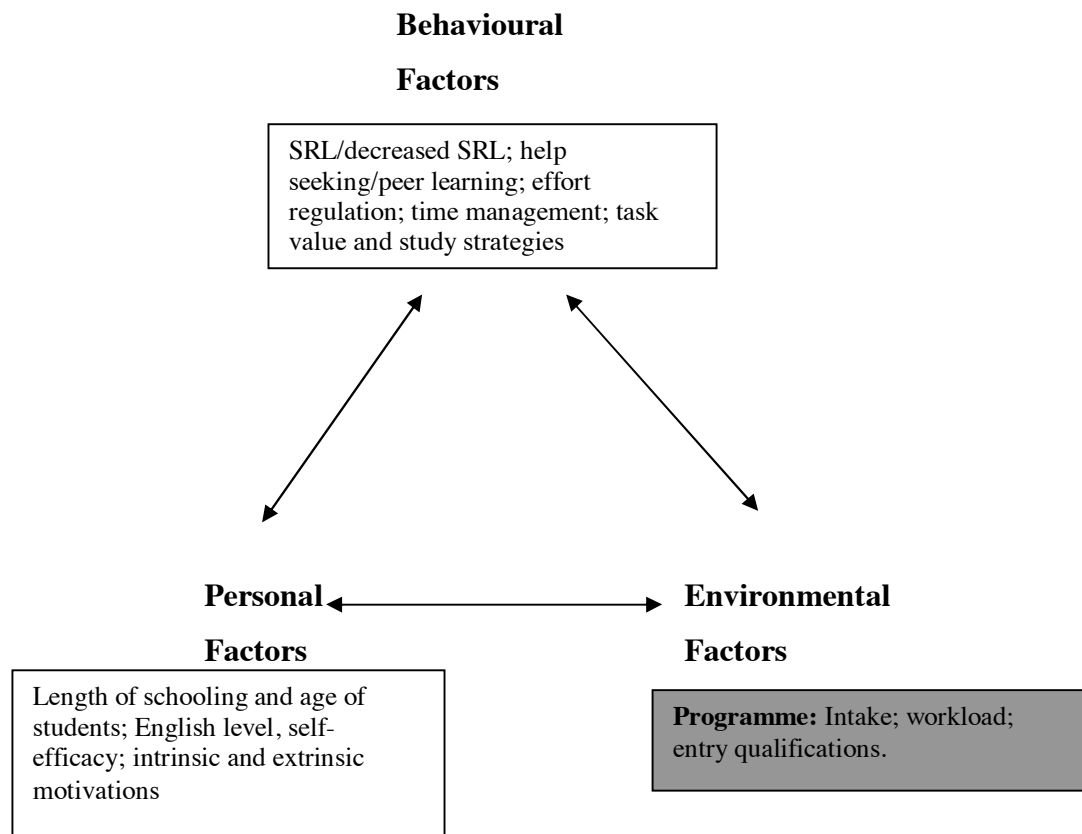 Behavioural
Factors
SRL/decreased SRL; help
seeking/peer learning; effort
regulation; time management; task
value and study strategies
Personal
Factors
Length of schooling and age of
students; English level, self-
efficacy; intrinsic and extrinsic
motivations
Environmental
Factors
Programme: Intake; workload;
entry qualifications.